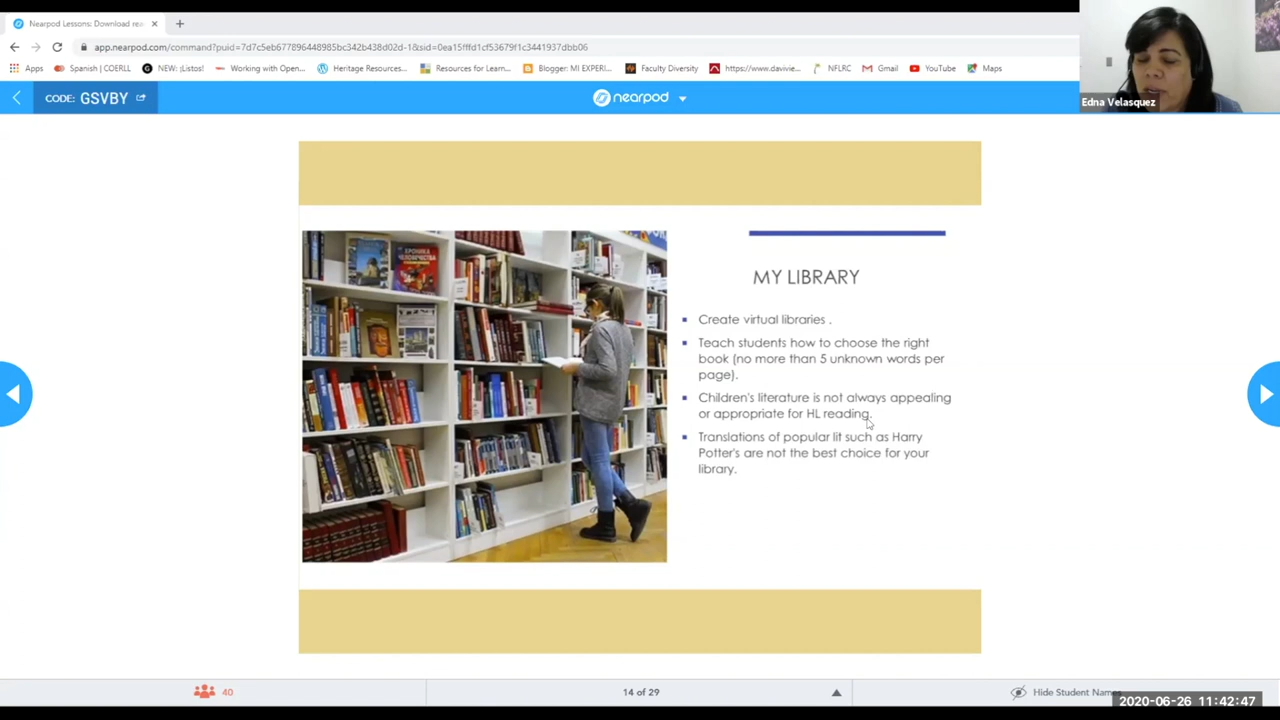 Nearpod Lessons: Download rea
app.nearpod.com/command?puid=7d7c5eb677896448985bc342b438d02d-1&sid=0ea15fffd1cf53679f1c3441937dbb06
Apps Spanish | COERLL NEW: ¡Listos! Working with Open... Heritage Resources... Resources for Learn... Blogger: MI EXPERI... Faculty Diversity https://www.davivie... NFLRC Gmail YouTube Maps
CODE: GSVBY
nearpod
Edna Velasquez
ХРОНИКА
ЧЕЛОВЕЧЕСТВА
MY LIBRARY
▪ Create virtual libraries .
▪ Teach students how to choose the right
book (no more than 5 unknown words per
page).
▪ Children's literature is not always appealing
or appropriate for HL reading.
▪ Translations of popular lit such as Harry
Potter's are not the best choice for your
library.
40
14 of 29
Hide Student Names
2020-06-26 11:42:47